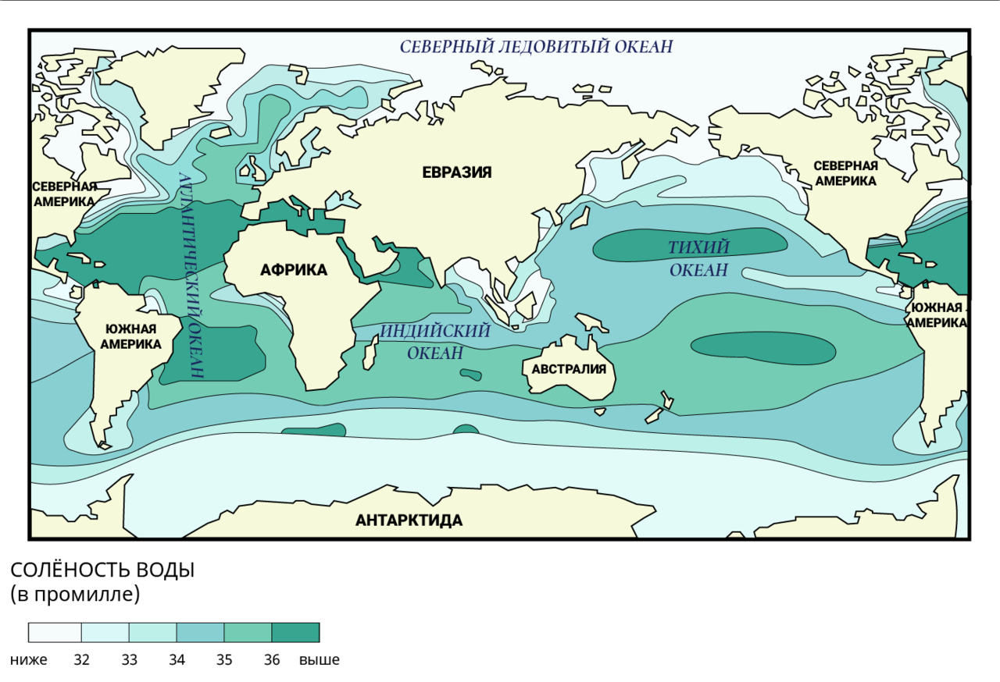 СЕВЕРНЫЙ ЛЕДОВИТЫЙ ОКЕАН
СЕВЕРНАЯ
АМЕРИКА
АТЛАНТИЧЕСКИЙ ОКЕАН
ЕВРАЗИЯ
СЕВЕРНАЯ
АМЕРИКА
АФРИКА
ТИХИЙ
ОКЕАН
ЮЖНАЯ
АМЕРИКА
ИНДИЙСКИЙ
ОКЕАН
АВСТРАЛИЯ
ЮЖНАЯ
АМЕРИКА
АНТАРКТИДА
СОЛЁНОСТЬ ВОДЫ
(в промилле)
ниже 32 33 34 35 36 выше